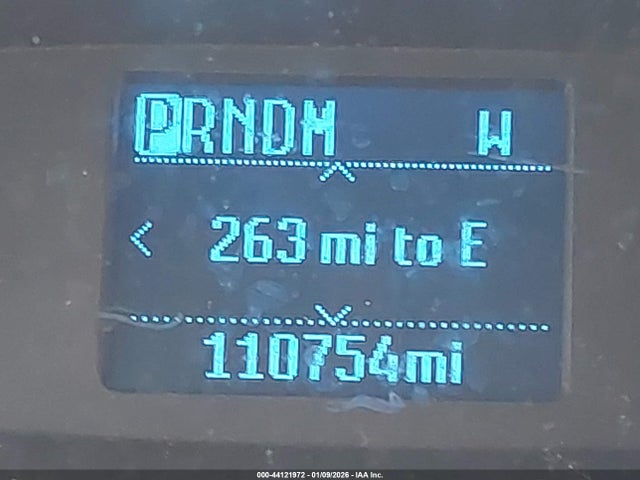 PRNDM W
< 263 mi to E
110754mi
000-44121972 - 01/09/2026 - IAA Inc.